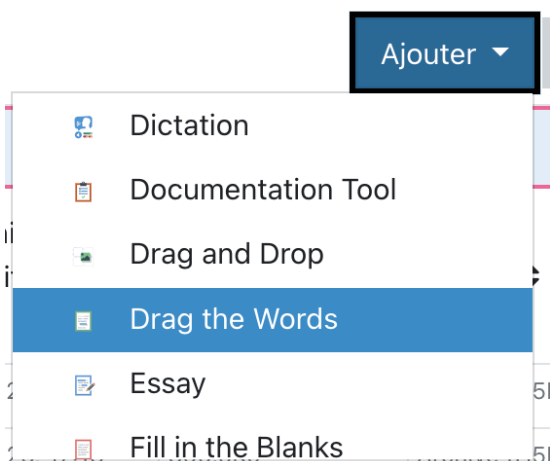 Ajouter
Dictation
Documentation Tool
Drag and Drop
Drag the Words
Essay
Fill in the Blanks